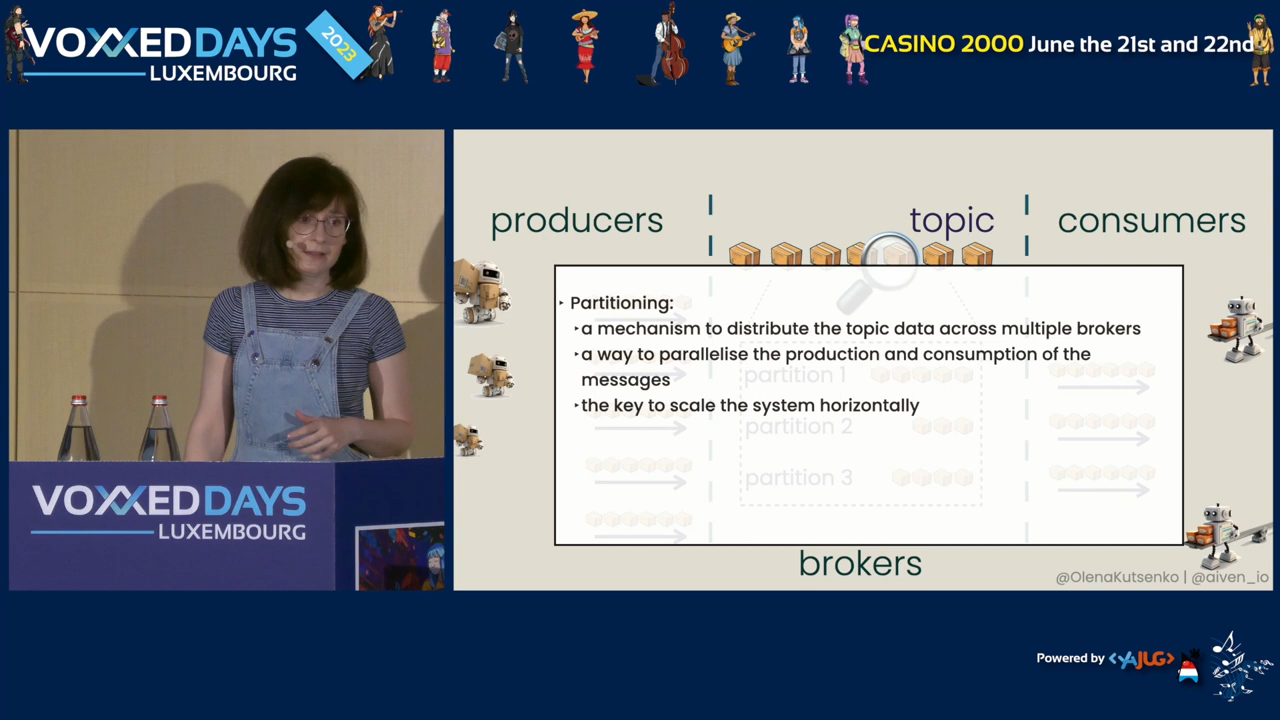 VOXXED DAYS
LUXEMBOURG
2023
CASINO 2000 June the 21st and 22nd
producers
topic
consumers
‣ Partitioning:
‣a mechanism to distribute the topic data across multiple brokers
‣a way to parallelise the production and consumption of the
messages
‣the key to scale the system horizontally
partition 1
partition 2
partition 3
brokers
@OlenaKutsenko | @aiven_io
VOXXED DAYS
LUXEMBOURG
Powered by <YAJUG>